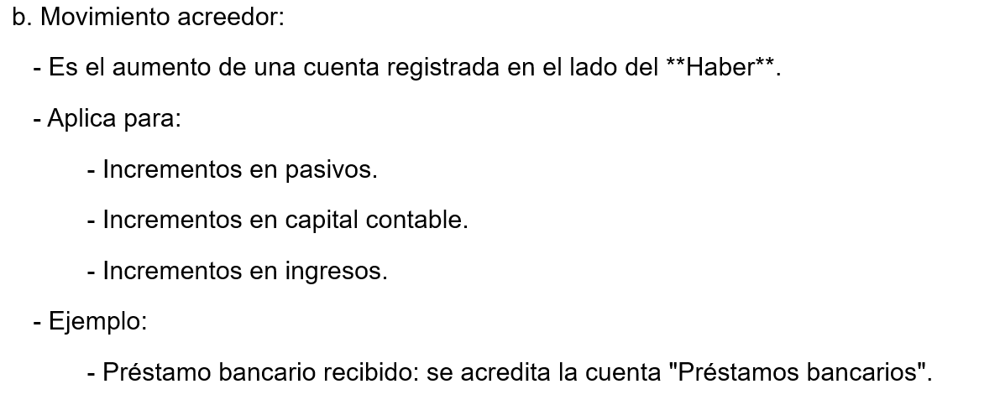 b. Movimiento acreedor:
- Es el aumento de una cuenta registrada en el lado del **Haber**.
- Aplica para:
- Incrementos en pasivos.
- Incrementos en capital contable.
- Incrementos en ingresos.
- Ejemplo:
- Préstamo bancario recibido: se acredita la cuenta "Préstamos bancarios".